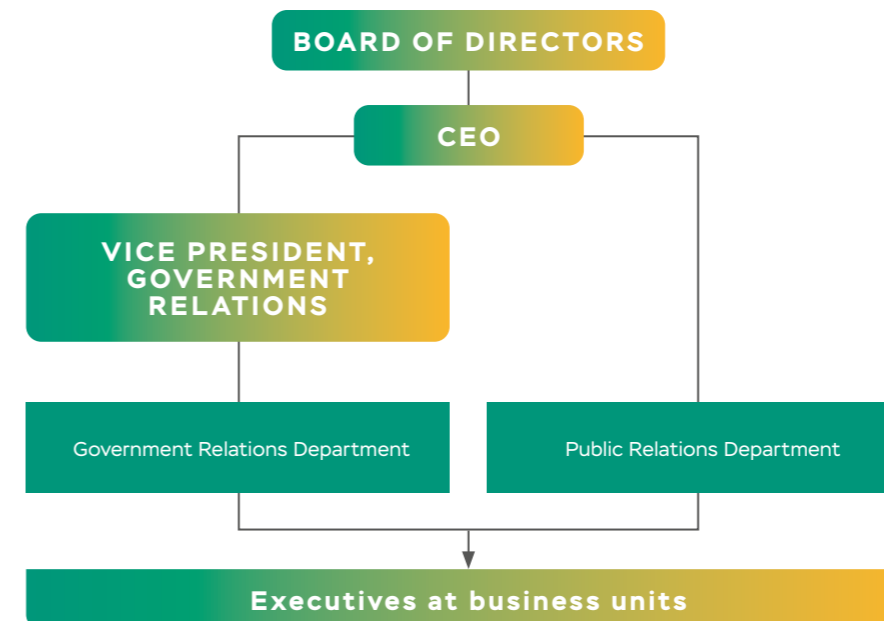 BOARD OF DIRECTORS
CEO
VICE PRESIDENT,
GOVERNMENT
RELATIONS
Government Relations Department
Public Relations Department
Executives at business units